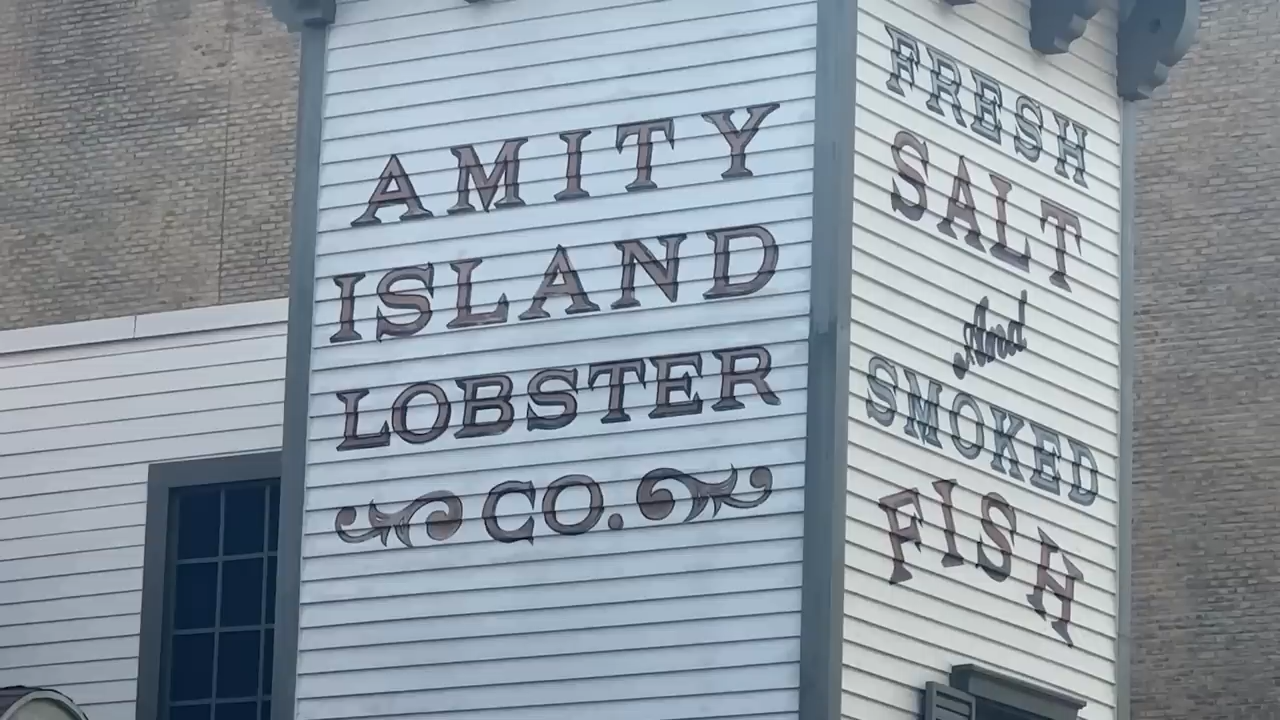 AMITY
ISLAND
LOBSTER
CO.
FRESH
SALT
And
SMOKED
FISH